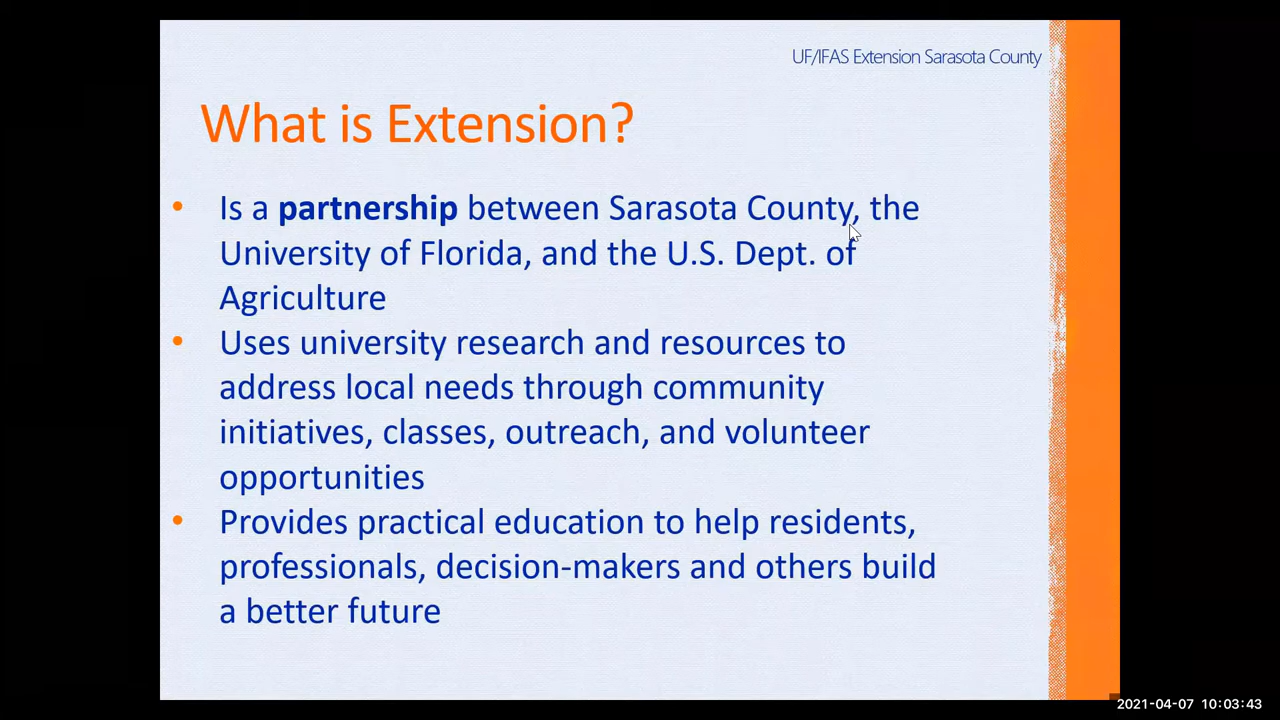 UF/IFAS Extension Sarasota County
What is Extension?
• Is a partnership between Sarasota County, the
University of Florida, and the U.S. Dept. of
Agriculture
• Uses university research and resources to
address local needs through community
initiatives, classes, outreach, and volunteer
opportunities
• Provides practical education to help residents,
professionals, decision-makers and others build
a better future
2021-04-07 10:03:43